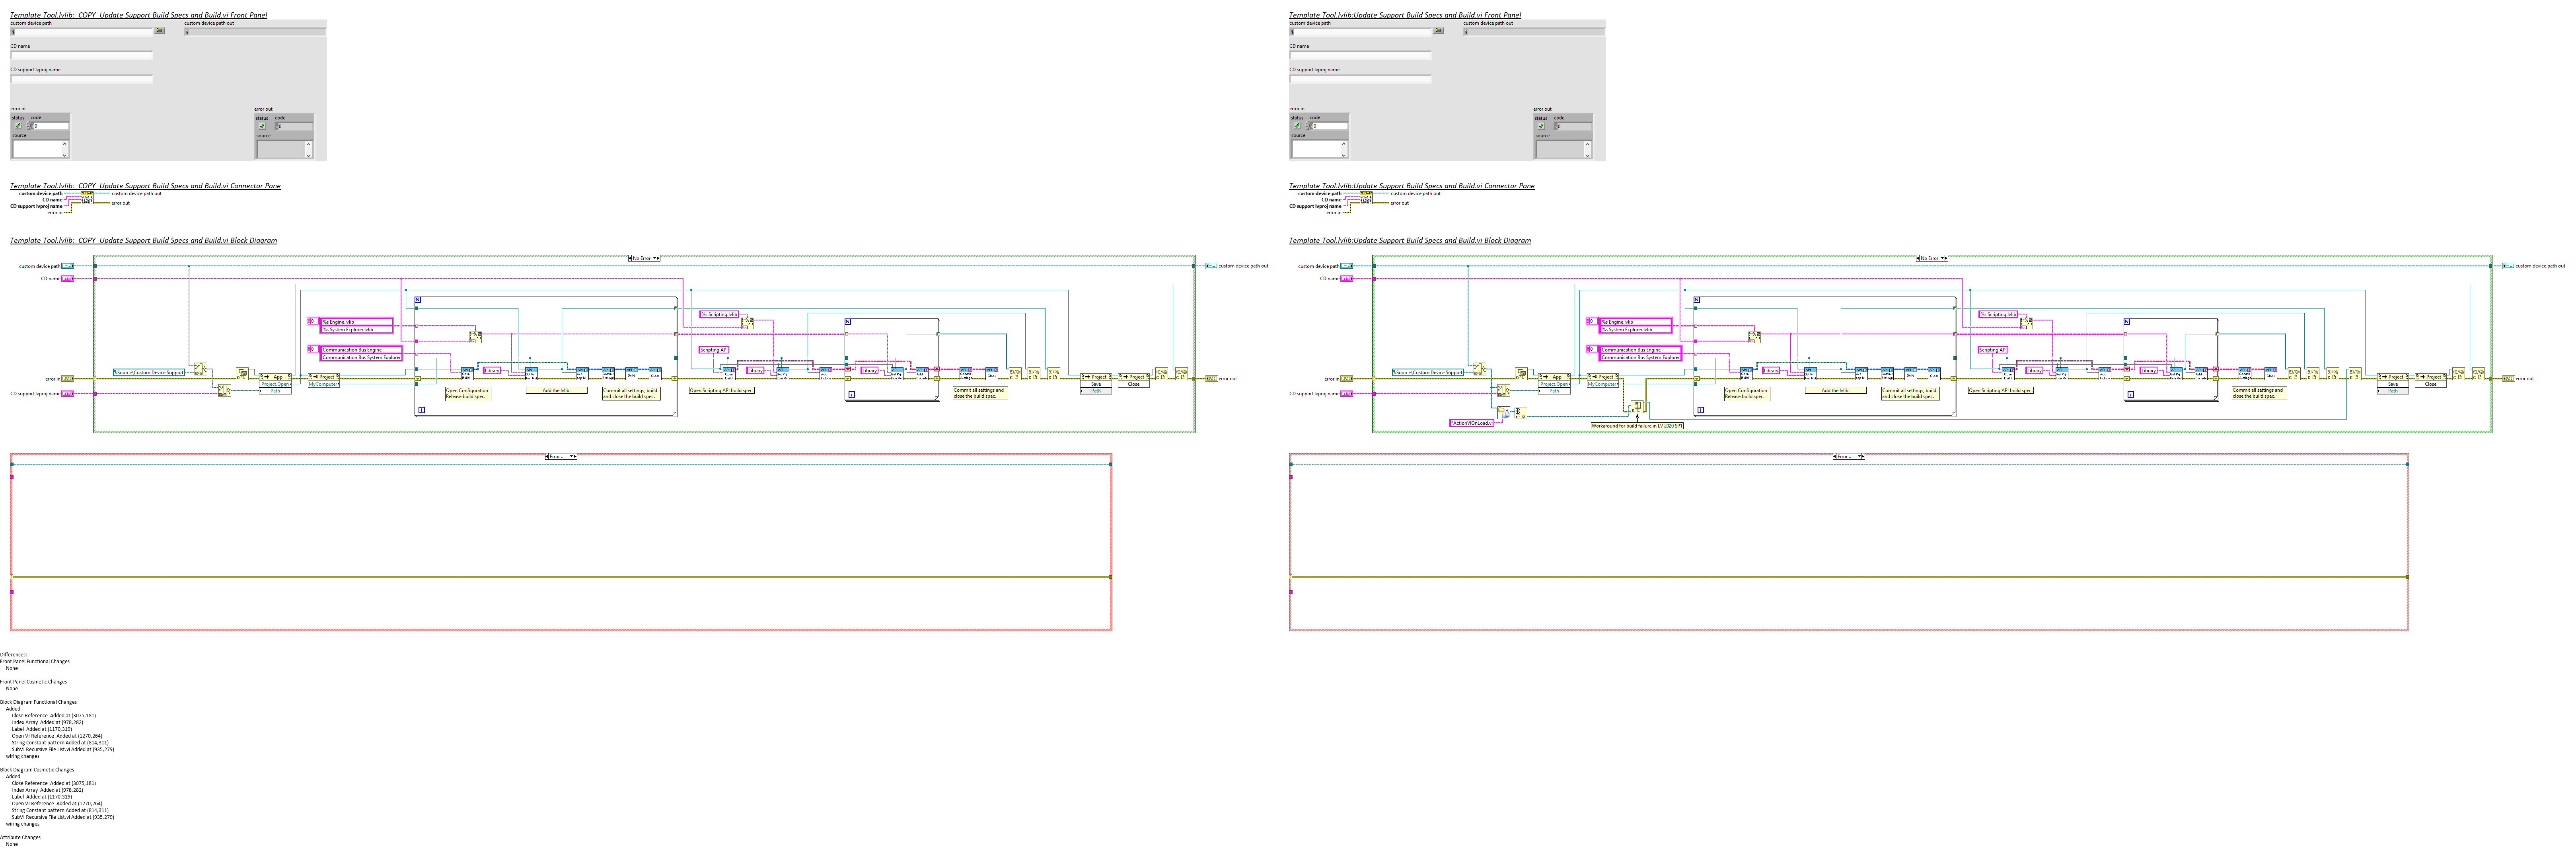 Template Tool.lvlib:  COPY  Update Support Build Specs and Build.vi Front Panel
custom device path
custom device path out
CD name
CD support lvproj name
error in
error out
status code
0
source
status code
0
source
Template Tool.lvlib:  COPY  Update Support Build Specs and Build.vi Connector Pane
custom device path
custom device path out
CD name
CD support lvproj name
error out
error in
Template Tool.lvlib:  COPY  Update Support Build Specs and Build.vi Block Diagram
No Error
custom device path
custom device path out
CD name
%s Engine.lvlib
%s System Explorer.lvlib
Communication Bus Engine
Communication Bus System Explorer
%s Scripting.lvlib
Scripting API
Source\Custom Device Support
error in
App
Project.Open
Path
Project
MyComputer
Library
Library
Library
Project
Save
Path
Project
Close
error out
CD support lvproj name
Open Configuration
Release build spec.
Add the lvlib.
Commit all settings, build
and close the build spec.
Open Scripting API build spec.
Commit all settings and
close the build spec.
Error
Template Tool.lvlib:Update Support Build Specs and Build.vi Front Panel
custom device path
custom device path out
CD name
CD support lvproj name
error in
error out
status code
0
source
status code
0
source
Template Tool.lvlib:Update Support Build Specs and Build.vi Connector Pane
custom device path
custom device path out
CD name
CD support lvproj name
error out
error in
Template Tool.lvlib:Update Support Build Specs and Build.vi Block Diagram
No Error
custom device path
custom device path out
CD name
%s Engine.lvlib
%s System Explorer.lvlib
Communication Bus Engine
Communication Bus System Explorer
%s Scripting.lvlib
Scripting API
Source\Custom Device Support
error in
App
Project.Open
Path
Project
MyComputer
Library
Library
Library
Project
Save
Path
Project
Close
error out
CD support lvproj name
Open Configuration
Release build spec.
Add the lvlib.
Commit all settings, build
and close the build spec.
Open Scripting API build spec.
Commit all settings and
close the build spec.
*ActionVIOnLoad.vi
Workaround for build failure in LV 2020 SP1
Error
Differences:
Front Panel Functional Changes
None
Front Panel Cosmetic Changes
None
Block Diagram Functional Changes
Added
Close Reference  Added at (3075,181)
Index Array  Added at (978,282)
Label  Added at (1170,319)
Open VI Reference  Added at (1270,264)
String Constant pattern Added at (814,311)
SubVI Recursive File List.vi Added at (935,279)
wiring changes
Block Diagram Cosmetic Changes
Added
Close Reference  Added at (3075,181)
Index Array  Added at (978,282)
Label  Added at (1170,319)
Open VI Reference  Added at (1270,264)
String Constant pattern Added at (814,311)
SubVI Recursive File List.vi Added at (935,279)
wiring changes
Attribute Changes
None